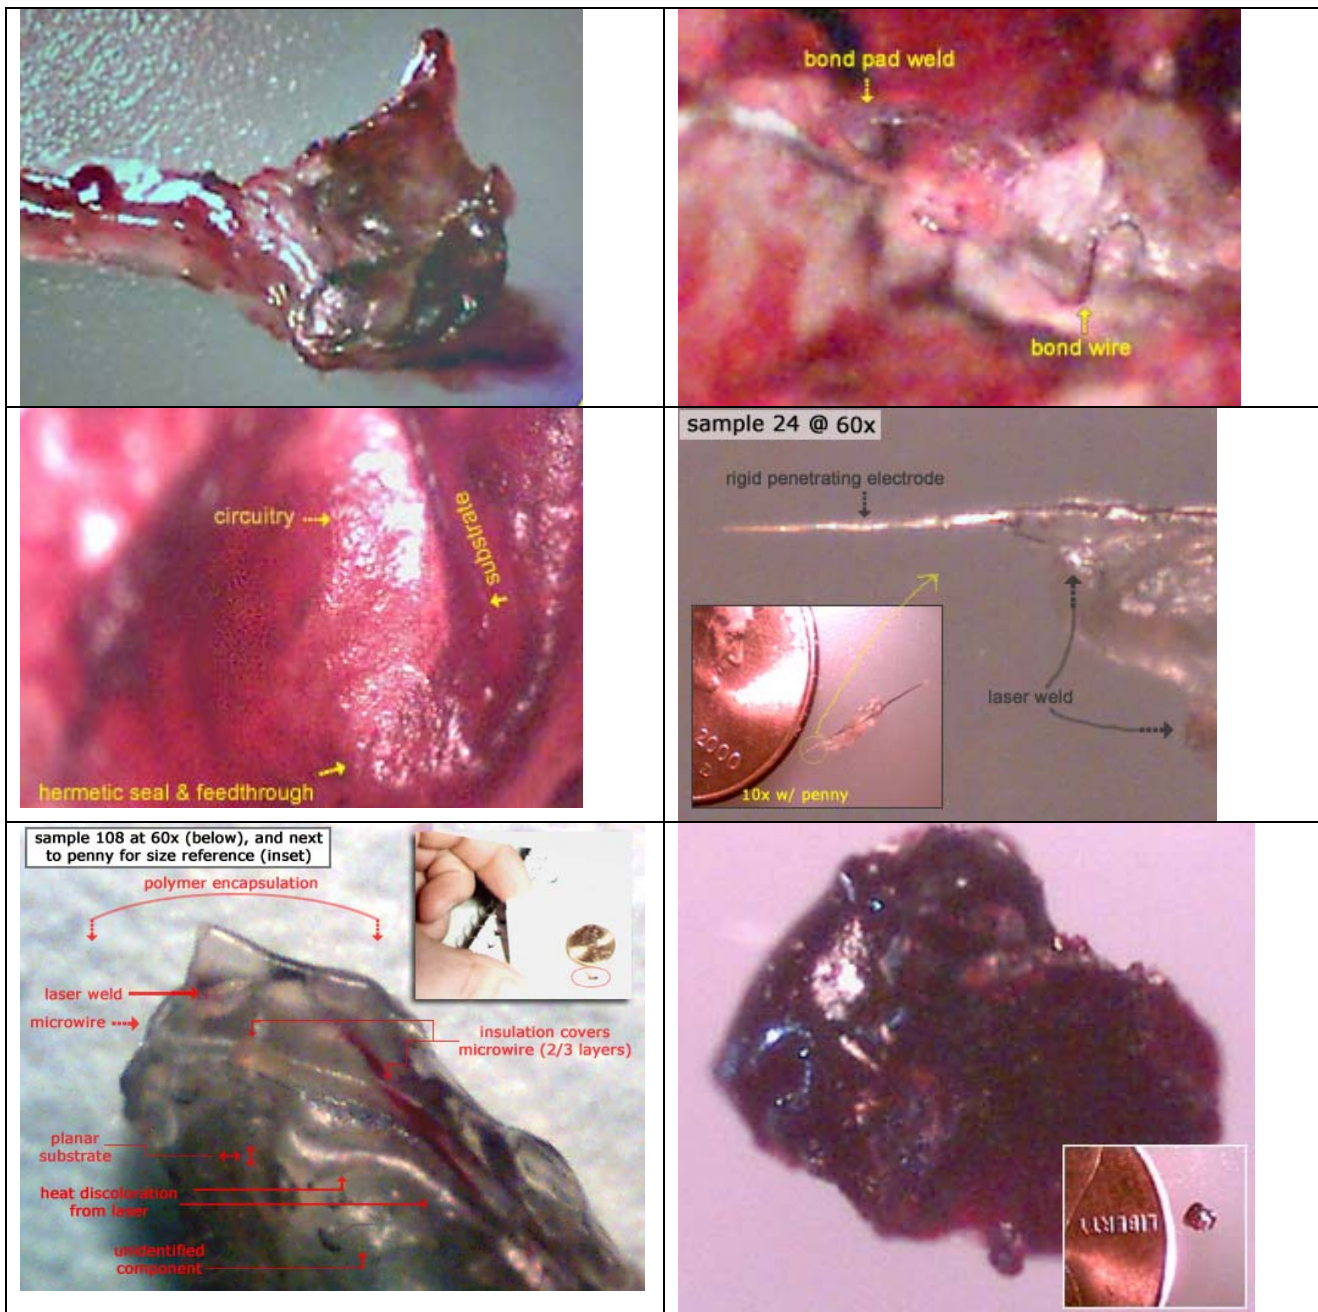 bond pad weld
bond wire
circuitry
substrate
hermetic seal & feedthrough
sample 24 @ 60x
rigid penetrating electrode
laser weld
2000
D
10x w/ penny
sample 108 at 60x (below), and next
to penny for size reference (inset)
polymer encapsulation
laser weld
microwire
insulation covers
microwire (2/3 layers)
planar
substrate
heat discoloration
from laser
unidentified
component
LIBERTY